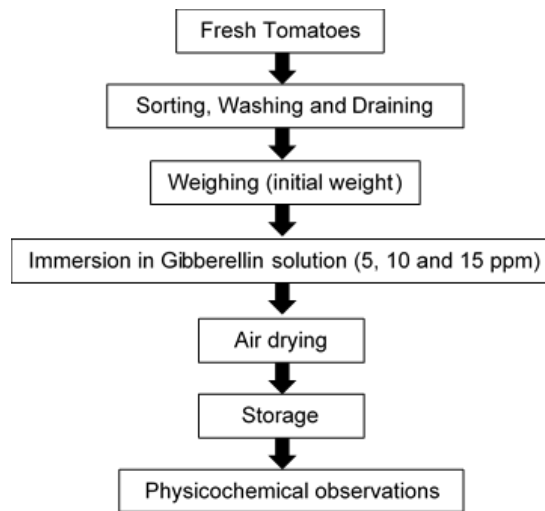 Fresh Tomatoes
Sorting, Washing and Draining
Weighing (initial weight)
Immersion in Gibberellin solution (5, 10 and 15 ppm)
Air drying
Storage
Physicochemical observations